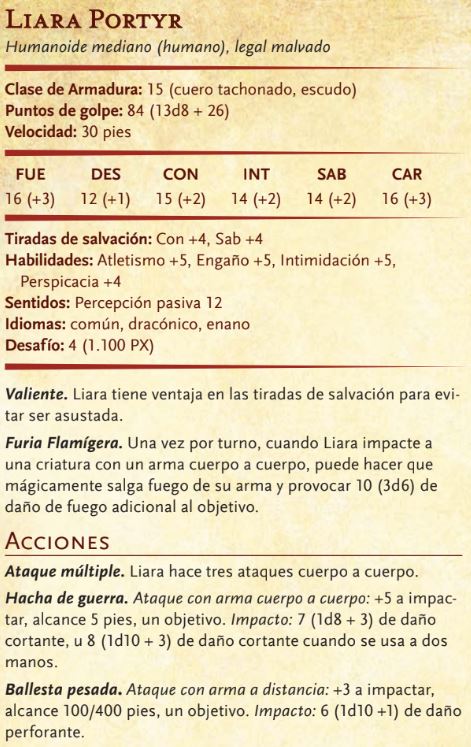 Liara Portyr
Humanoide mediano (humano), legal malvado
Clase de Armadura: 15 (cuero tachonado, escudo)
Puntos de golpe: 84 (13d8 + 26)
Velocidad: 30 pies
FUE DES CON INT SAB CAR
16 (+3) 12 (+1) 15 (+2) 14 (+2) 14 (+2) 16 (+3)
Tiradas de salvación: Con +4, Sab +4
Habilidades: Atletismo +5, Engaño +5, Intimidación +5,
Perspicacia +4
Sentidos: Percepción pasiva 12
Idiomas: común, dracónico, enano
Desafío: 4 (1.100 PX)
Valiente. Liara tiene ventaja en las tiradas de salvación para evi-
tar ser asustada.
Furia Flamígera. Una vez por turno, cuando Liara impacte a
una criatura con un arma cuerpo a cuerpo, puede hacer que
mágicamente salga fuego de su arma y provocar 10 (3d6) de
daño de fuego adicional al objetivo.
Acciones
Ataque múltiple. Liara hace tres ataques cuerpo a cuerpo.
Hacha de guerra. Ataque con arma cuerpo a cuerpo: +5 a impac-
tar, alcance 5 pies, un objetivo. Impacto: 7 (1d8 + 3) de daño
cortante, u 8 (1d10 + 3) de daño cortante cuando se usa a dos
manos.
Ballesta pesada. Ataque con arma a distancia: +3 a impactar,
alcance 100/400 pies, un objetivo. Impacto: 6 (1d10 +1) de daño
perforante.